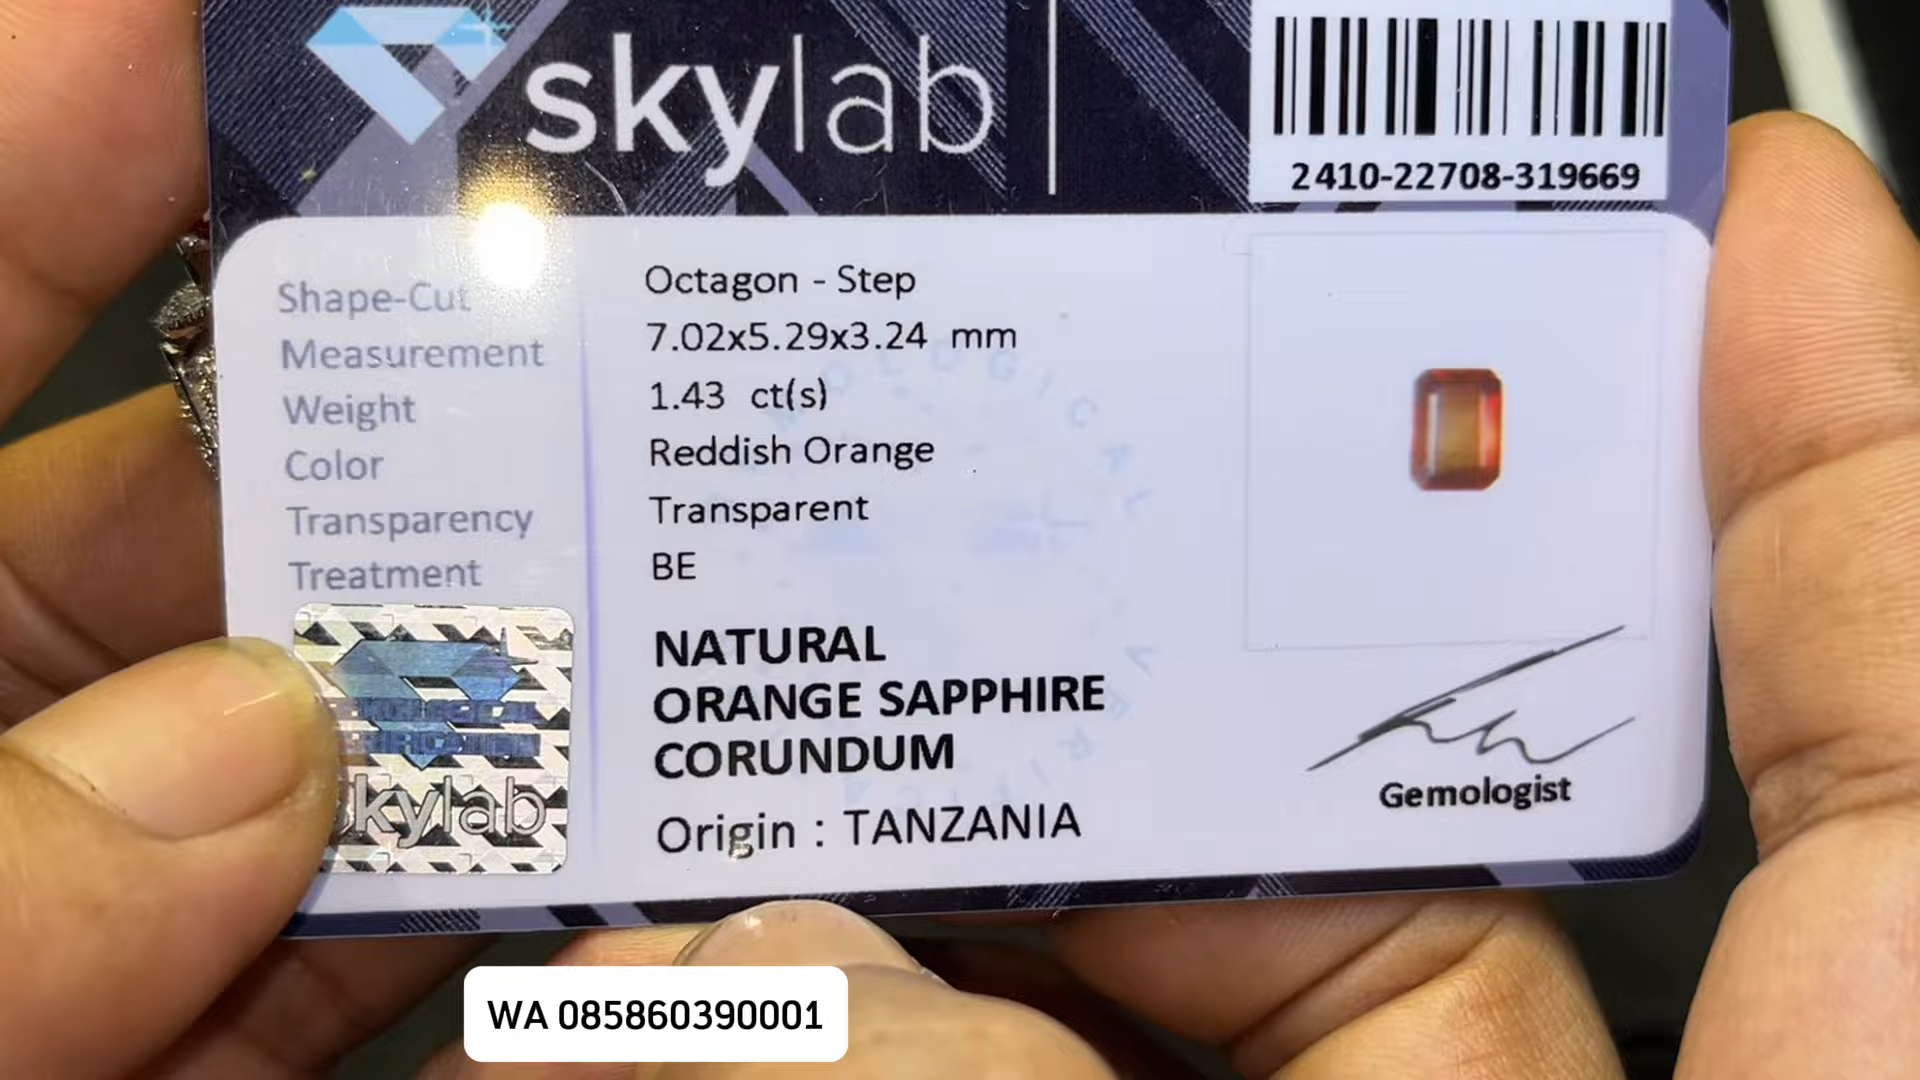 skylab
2410-22708-319669
Shape-Cut Octagon - Step
Measurement 7.02x5.29x3.24 mm
Weight 1.43 ct(s)
Color Reddish Orange
Transparency Transparent
Treatment BE
NATURAL
ORANGE SAPPHIRE
CORUNDUM
Origin : TANZANIA
Gemologist
skylab
WA 085860390001